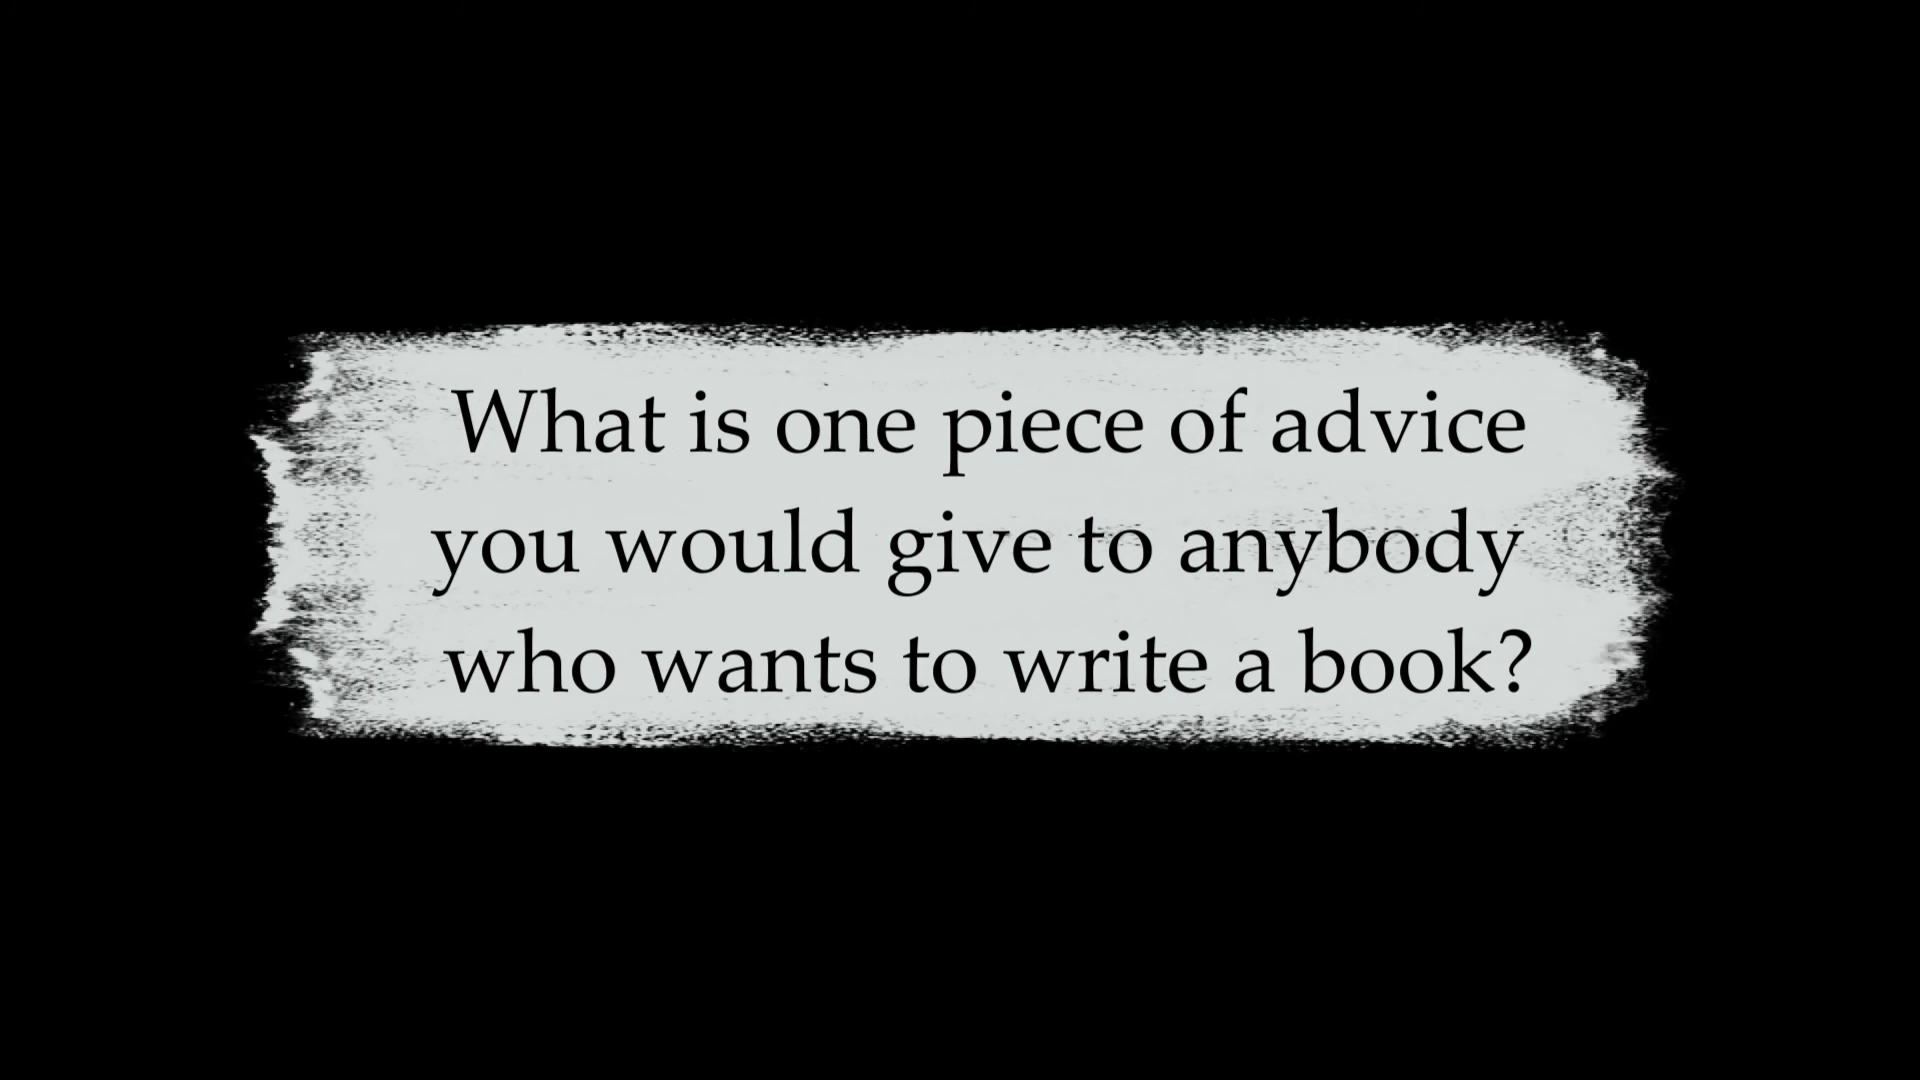 What is one piece of advice
you would give to anybody
who wants to write a book?